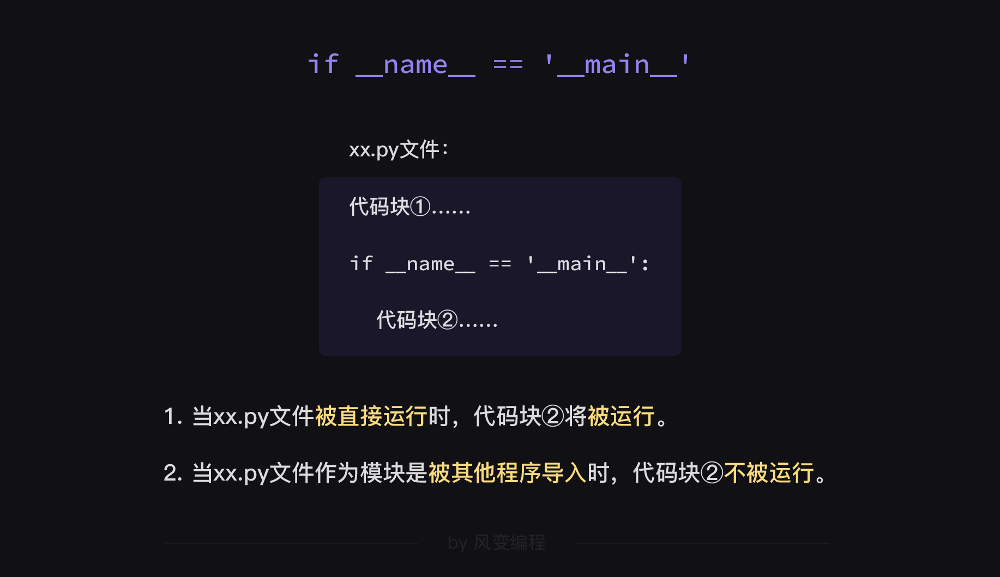 if __name__ == '__main__'
xx.py文件：
代码块①……
if __name__ == '__main__':
代码块②……
1. 当xx.py文件被直接运行时，代码块②将被运行。
2. 当xx.py文件作为模块是被其他程序导入时，代码块②不被运行。
by 风变编程